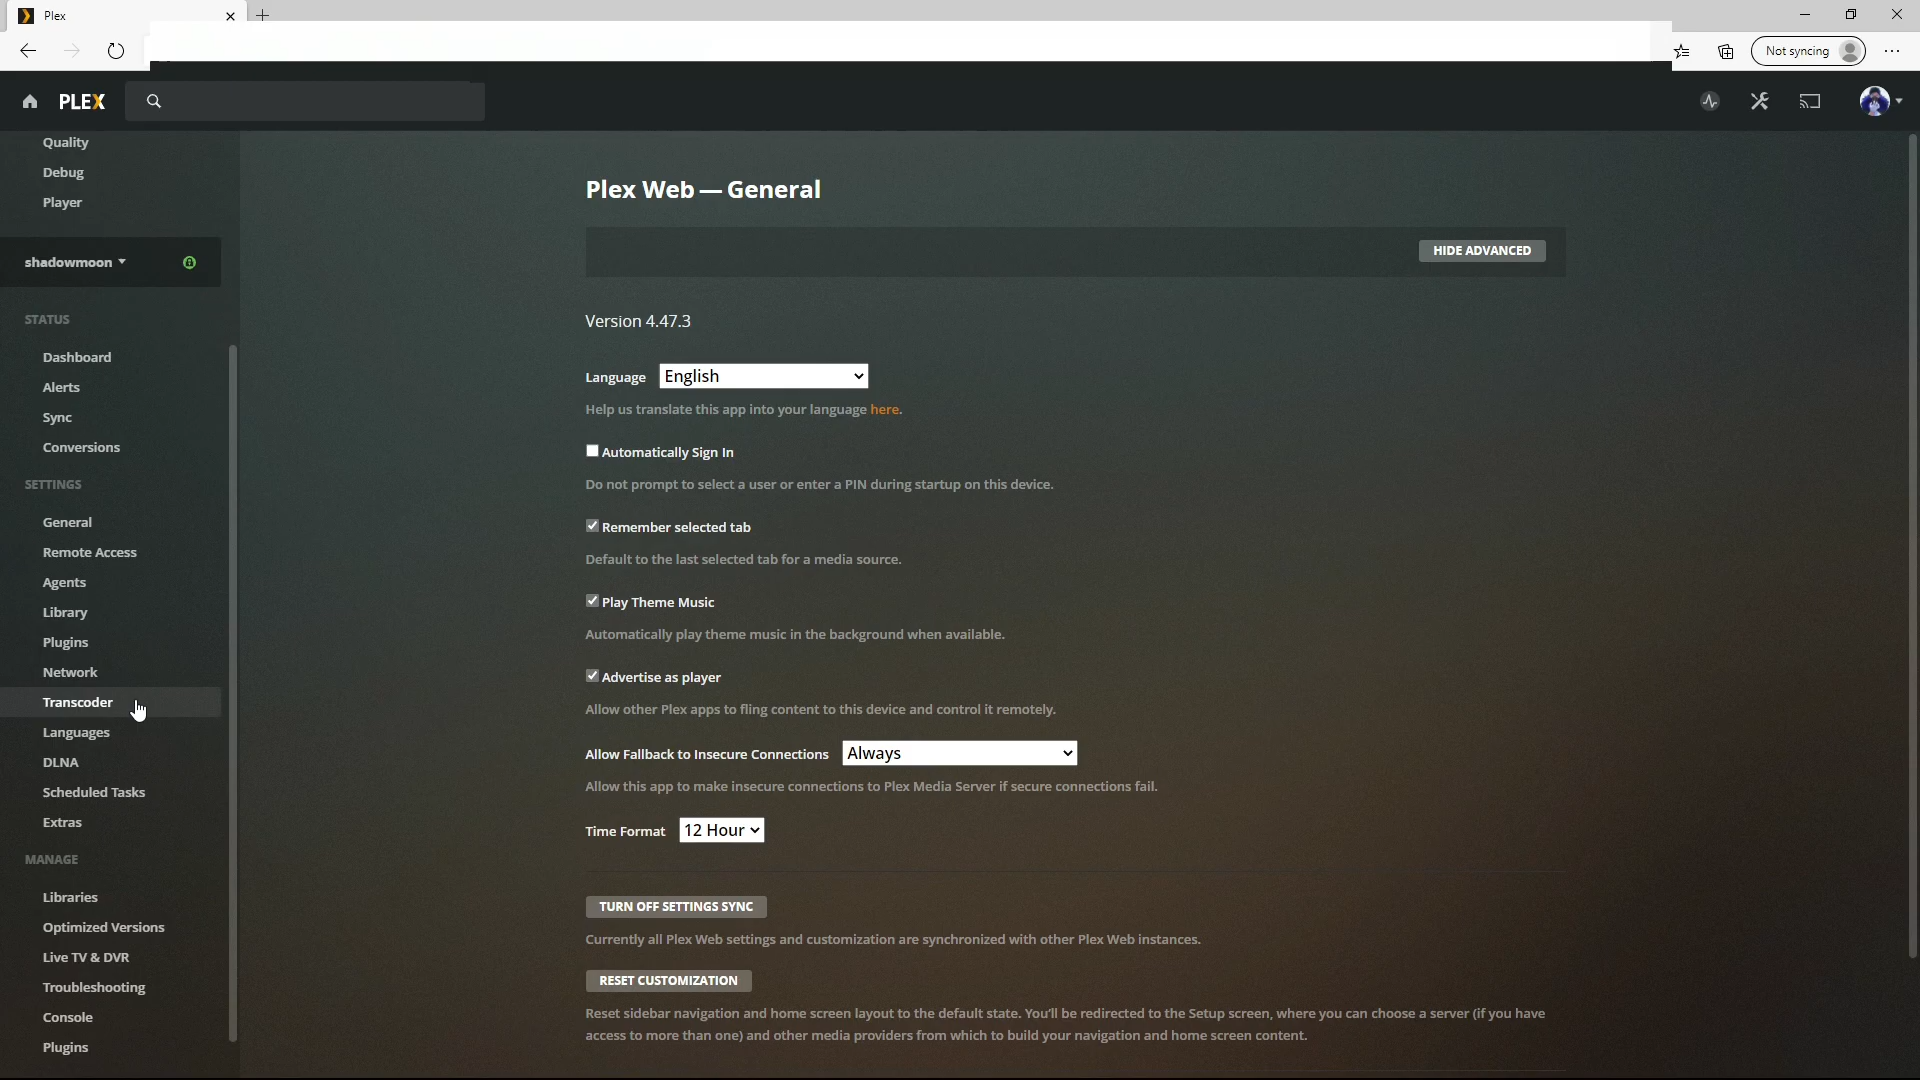 Plex
Not syncing
PLEX
Quality
Debug
Player
shadowmoon
STATUS
Dashboard
Alerts
Sync
Conversions
SETTINGS
General
Remote Access
Agents
Library
Plugins
Network
Transcoder
Languages
DLNA
Scheduled Tasks
Extras
MANAGE
Libraries
Optimized Versions
Live TV & DVR
Troubleshooting
Console
Plugins
Plex Web — General
HIDE ADVANCED
Version 4.47.3
Language English
Help us translate this app into your language here.
Automatically Sign In
Do not prompt to select a user or enter a PIN during startup on this device.
Remember selected tab
Default to the last selected tab for a media source.
Play Theme Music
Automatically play theme music in the background when available.
Advertise as player
Allow other Plex apps to fling content to this device and control it remotely.
Allow Fallback to Insecure Connections Always
Allow this app to make insecure connections to Plex Media Server if secure connections fail.
Time Format 12 Hour
TURN OFF SETTINGS SYNC
Currently all Plex Web settings and customization are synchronized with other Plex Web instances.
RESET CUSTOMIZATION
Reset sidebar navigation and home screen layout to the default state. You'll be redirected to the Setup screen, where you can choose a server (if you have
access to more than one) and other media providers from which to build your navigation and home screen content.